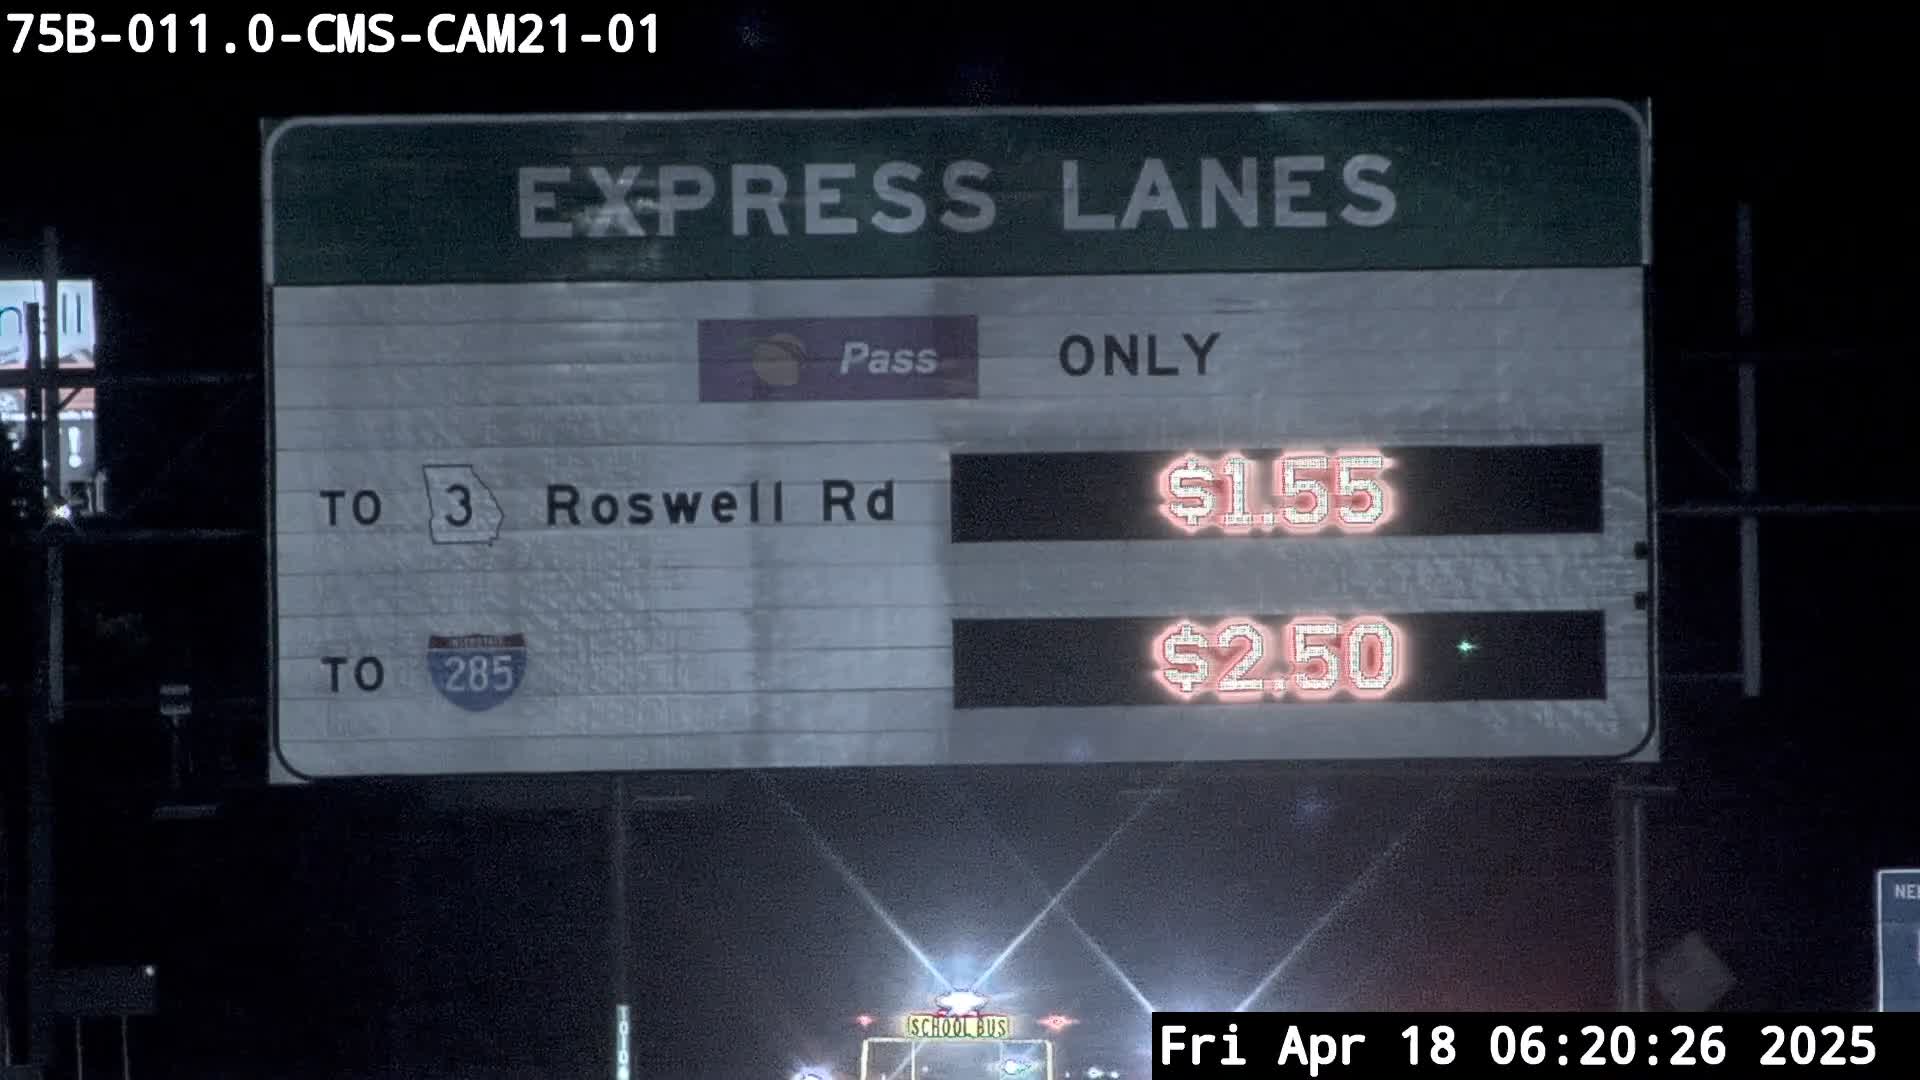 75B-011.0-CMS-CAM21-01
EXPRESS LANES
Pass ONLY
TO 3 Roswell Rd $1.55
TO INTERSTATE 285 $2.50
SCHOOL BUS
Fri Apr 18 06:20:26 2025